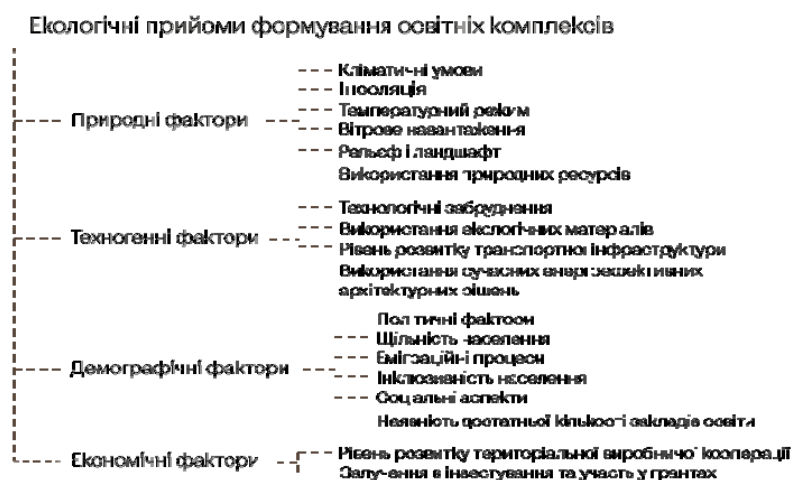 Екологічні прийоми формування освітніх комплексів
Природні фактори
Кліматичні умови
Інсоляція
Температурний режим
Вітрове навантаження
Рельєф і ландшафт
Використання природних ресурсів
Техногенні фактори
Технологічні забруднення
Використання екологічних матеріалів
Рівень розвитку транспортної інфраструктури
Використання сучасних енергоефективних
архітектурних рішень
Демографічні фактори
Політичні фактори
Щільність населення
Еміграційні процеси
Інклюзивність населення
Соціальні аспекти
Наявність достатньої кількості закладів освіти
Економічні фактори
Рівень розвитку територіальної виробничої кооперації
Залучення в інвестування та участь у грантах